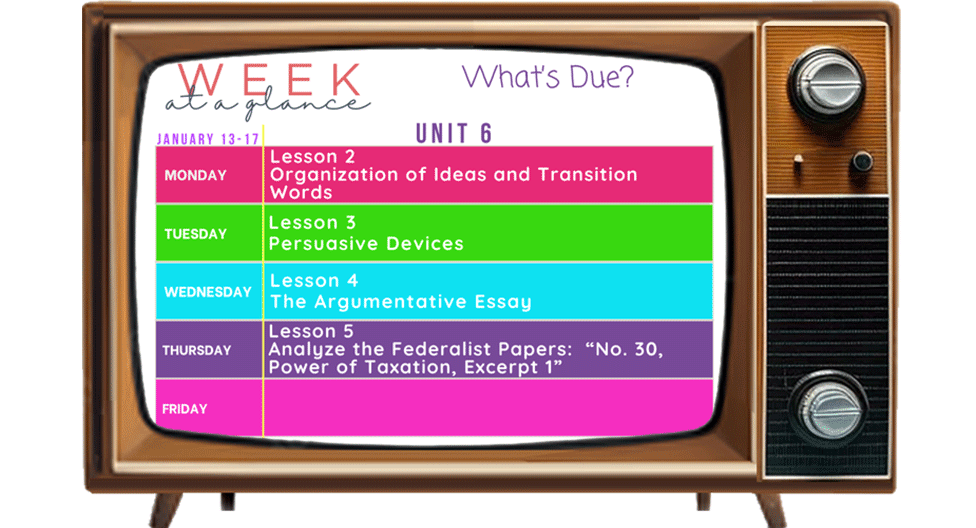 WEEK
at a glance
What's Due?
JANUARY 13-17
UNIT 6
MONDAY
Lesson 2
Organization of Ideas and Transition
Words
TUESDAY
Lesson 3
Persuasive Devices
WEDNESDAY
Lesson 4
The Argumentative Essay
THURSDAY
Lesson 5
Analyze the Federalist Papers:  “No. 30,
Power of Taxation, Excerpt 1”
FRIDAY